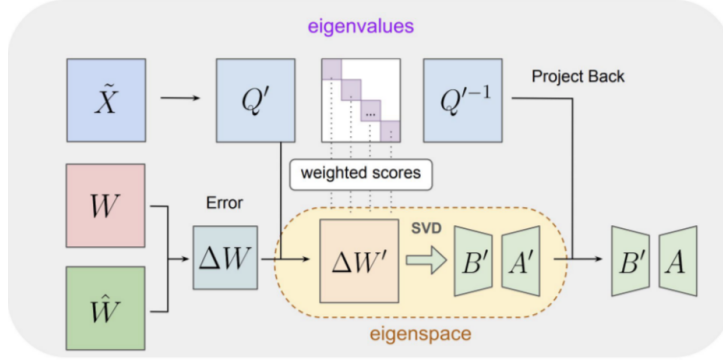 eigenvalues
X̃
Q′
...
Q′⁻¹
Project Back
weighted scores
W
Error
ΔW
ΔW′
SVD
B′
A′
B′
A
Ŵ
eigenspace